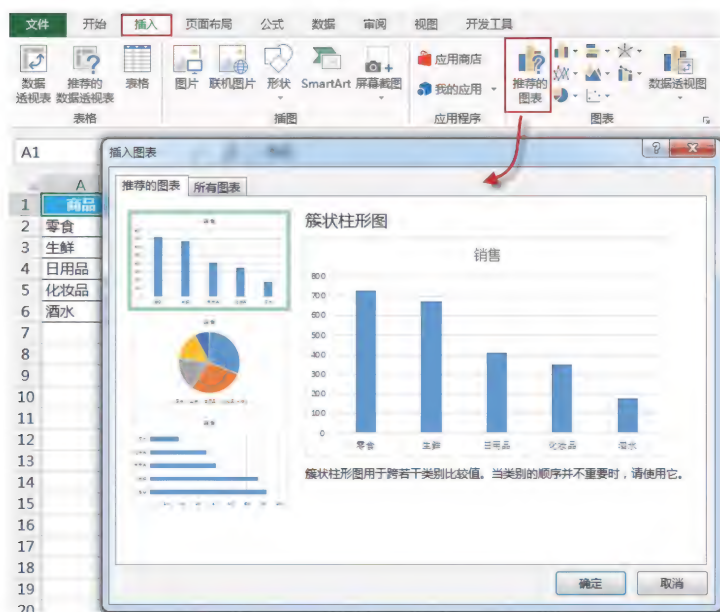 文件 开始 插入 页面布局 公式 数据 审阅 视图 开发工具
数据透视表 推荐的数据透视表 表格 图片 联机图片 形状 SmartArt 屏幕截图 应用商店 我的应用 推荐的图表 数据透视图
表格 插图 应用程序 图表
A1
插入图表
推荐的图表 所有图表
A
1 商品
2 零食
3 生鲜
4 日用品
5 化妆品
6 酒水
7
8
9
10
11
12
13
14
15
16
17
18
19
20
簇状柱形图
销售
800
700
600
500
400
300
200
100
0
零食 生鲜 日用品 化妆品 酒水
簇状柱形图用于跨若干类别比较值。当类别的顺序并不重要时，请使用它。
确定 取消